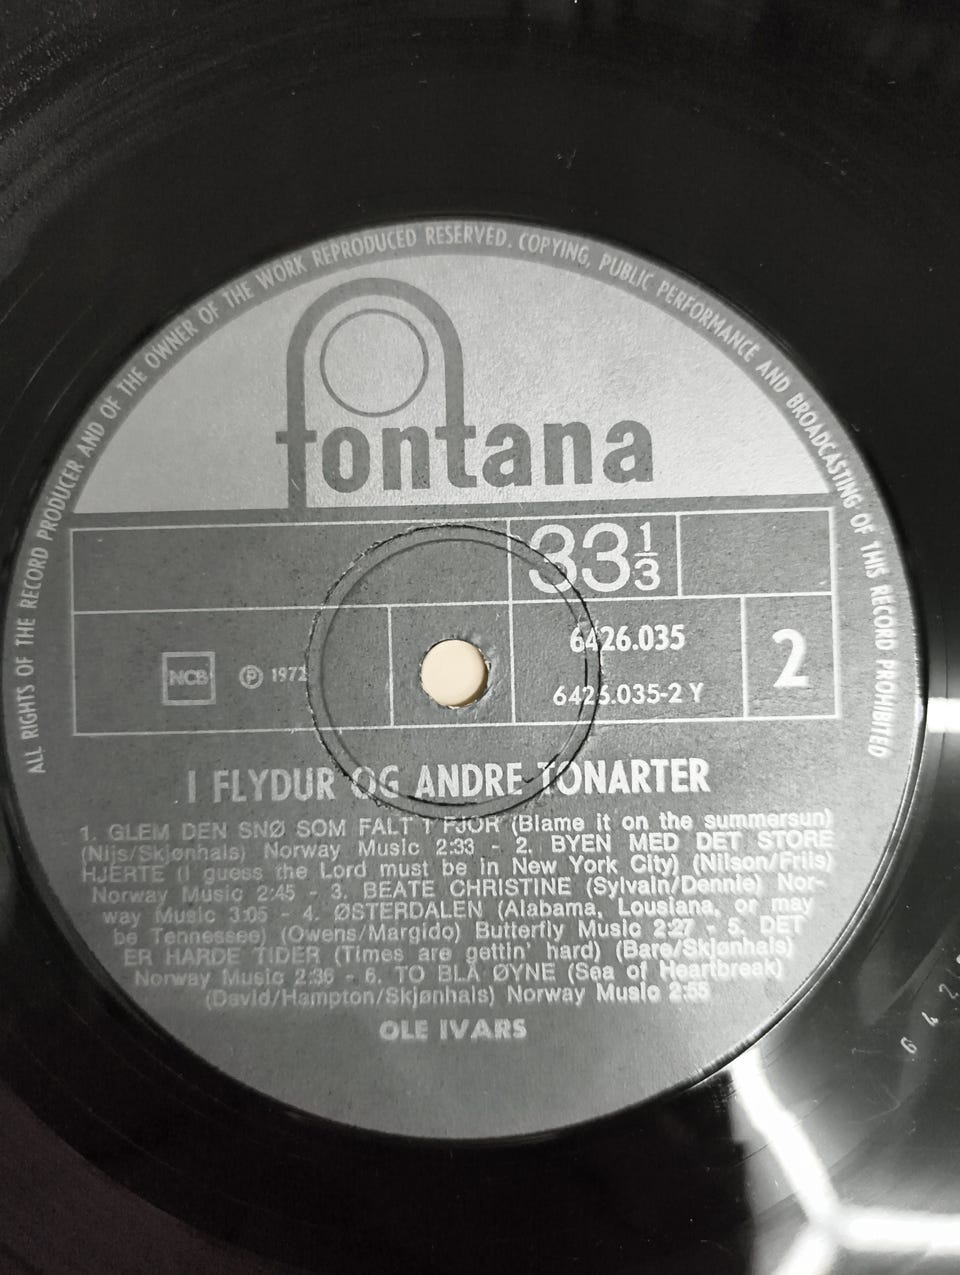 ALL RIGHTS OF THE RECORD PRODUCER AND OF THE OWNER OF THE WORK REPRODUCED RESERVED. COPYING, PUBLIC PERFORMANCE AND BROADCASTING OF THIS RECORD PROHIBITED
fontana
33 1/3
NCB ℗ 1972
6426.035
6426.035-2 Y
2
I FLYDUR OG ANDRE TONARTER
1. GLEM DEN SNØ SOM FALT I FJOR (Blame it on the summersun)
(Nijs/Skjønhals) Norway Music 2:33 - 2. BYEN MED DET STORE
HJERTE (I guess the Lord must be in New York City) (Nilson/Friis)
Norway Music 2:45 - 3. BEATE CHRISTINE (Sylvain/Dennie) Nor-
way Music 3:05 - 4. ØSTERDALEN (Alabama, Lousiana, or may
be Tennessee) (Owens/Margido) Butterfly Music 2:27 - 5. DET
ER HARDE TIDER (Times are gettin' hard) (Bare/Skjønhals)
Norway Music 2:36 - 6. TO BLÅ ØYNE (Sea of Heartbreak)
(David/Hampton/Skjønhals) Norway Music 2:55
OLE IVARS